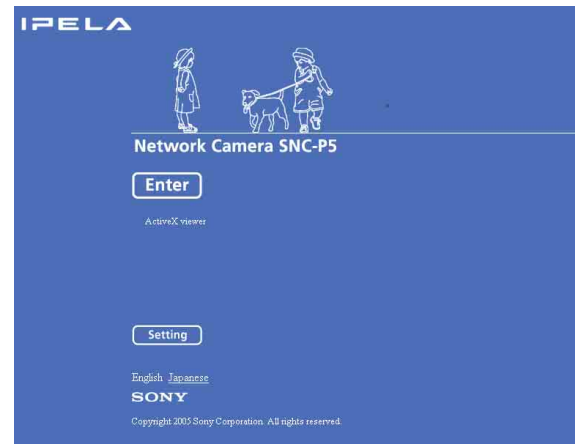 IPELA
Network Camera SNC-P5
Enter
ActiveX viewer
Setting
English Japanese
SONY
Copyright 2005 Sony Corporation. All rights reserved.